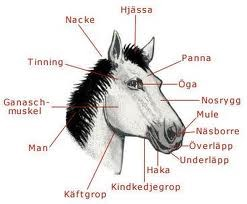 Hjässa
Nacke
Panna
Tinning
Öga
Nosrygg
Ganasch-
muskel
Mule
Näsborre
Man
Överläpp
Underläpp
Haka
Kindkedjegrop
Käftgrop